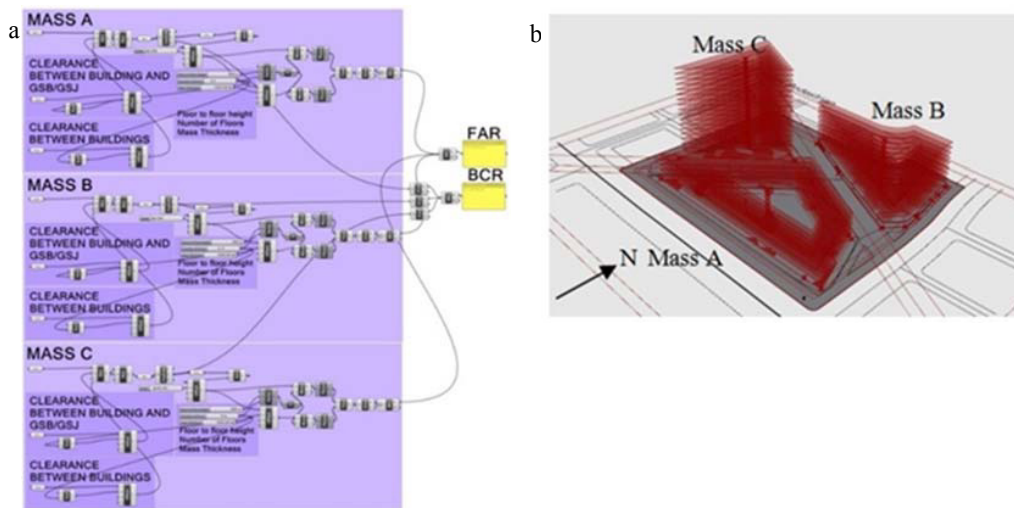 a
MASS A
CLEARANCE
BETWEEN BUILDING AND
GSB/GSJ
Floor to floor height
Number of Floors
Mass Thickness
CLEARANCE
BETWEEN BUILDINGS
FAR
BCR
MASS B
CLEARANCE
BETWEEN BUILDING AND
GSB/GSJ
Floor to floor height
Number of Floors
Mass Thickness
CLEARANCE
BETWEEN BUILDINGS
MASS C
CLEARANCE
BETWEEN BUILDING AND
GSB/GSJ
Floor to floor height
Number of Floors
Mass Thickness
CLEARANCE
BETWEEN BUILDINGS
b
Mass C
Mass B
N Mass A